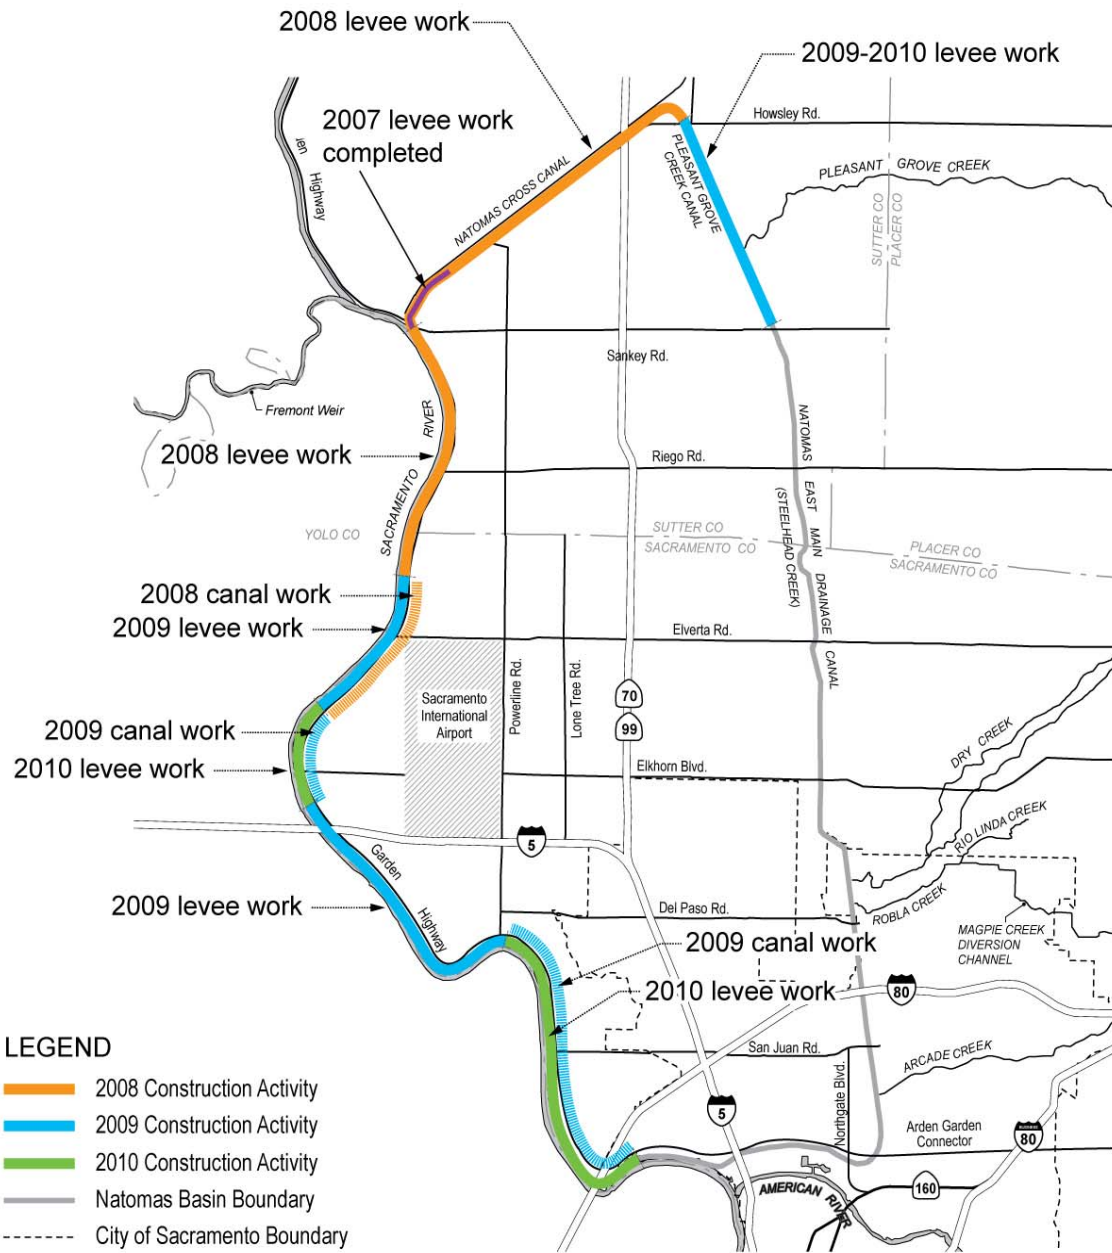 2008 levee work
2009-2010 levee work
Howsley Rd.
2007 levee work
completed
PLEASANT GROVE
CREEK CANAL
PLEASANT GROVE CREEK
Highway
NATOMAS CROSS CANAL
SUTTER CO
PLACER CO
Sankey Rd.
Fremont Weir
SACRAMENTO RIVER
2008 levee work
Riego Rd.
NATOMAS EAST MAIN DRAINAGE CANAL
(STEELHEAD CREEK)
YOLO CO
SUTTER CO
SACRAMENTO CO
PLACER CO
SACRAMENTO CO
2008 canal work
2009 levee work
Elverta Rd.
Sacramento
International
Airport
Powerline Rd.
Lone Tree Rd.
70
99
2009 canal work
2010 levee work
Elkhorn Blvd.
DRY CREEK
RIO LINDA CREEK
5
Garden
Highway
ROBLA CREEK
2009 levee work
Del Paso Rd.
MAGPIE CREEK
DIVERSION
CHANNEL
2009 canal work
2010 levee work
80
San Juan Rd.
ARCADE CREEK
Northgate Blvd.
5
Arden Garden
Connector
80
160
AMERICAN RIVER
LEGEND
2008 Construction Activity
2009 Construction Activity
2010 Construction Activity
Natomas Basin Boundary
City of Sacramento Boundary